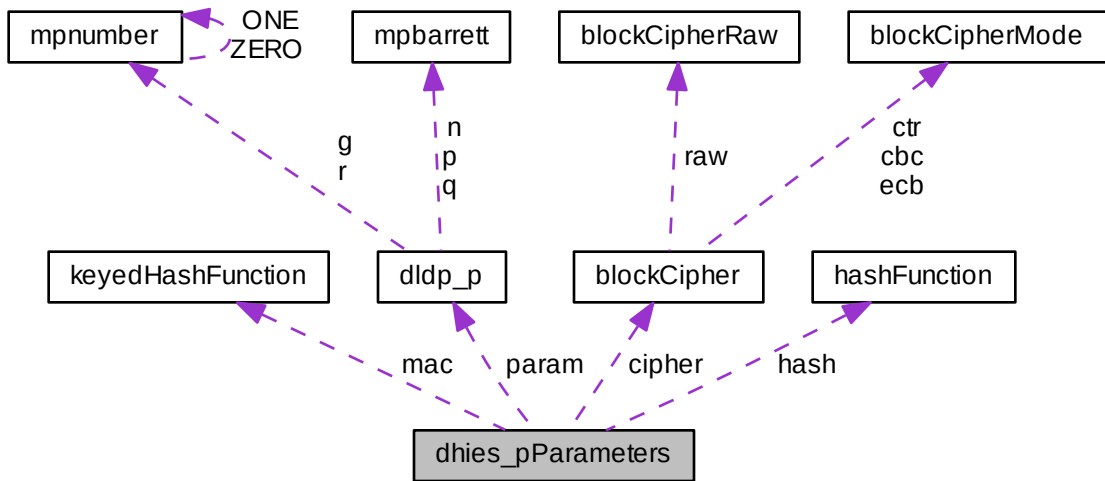 mpnumber
ONE
ZERO
mpbarrett
blockCipherRaw
blockCipherMode
g
r
n
p
q
raw
ctr
cbc
ecb
keyedHashFunction
dldp_p
blockCipher
hashFunction
mac
param
cipher
hash
dhies_pParameters